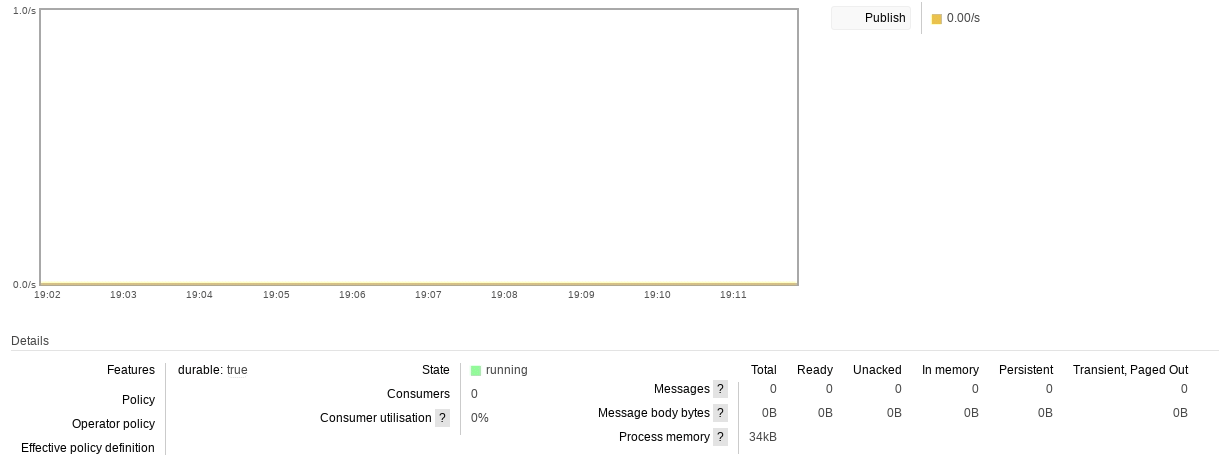 1.0/s
Publish 0.00/s
0.0/s
19:02 19:03 19:04 19:05 19:06 19:07 19:08 19:09 19:10 19:11
Details
Features durable: true State running Total Ready Unacked In memory Persistent Transient, Paged Out
Policy Consumers 0 Messages ? 0 0 0 0 0 0
Operator policy Consumer utilisation ? 0% Message body bytes ? 0B 0B 0B 0B 0B 0B
Effective policy definition Process memory ? 34kB